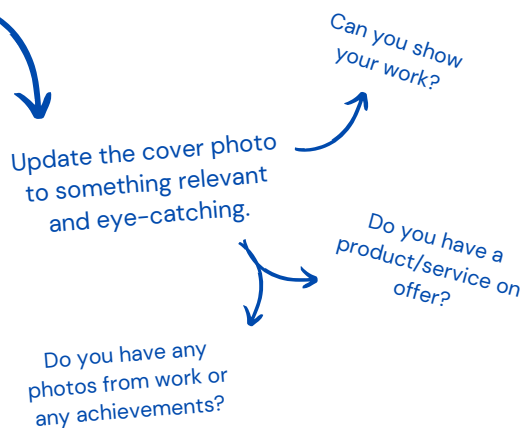 Can you show
your work?
Update the cover photo
to something relevant
and eye-catching.
Do you have a
product/service on
offer?
Do you have any
photos from work or
any achievements?